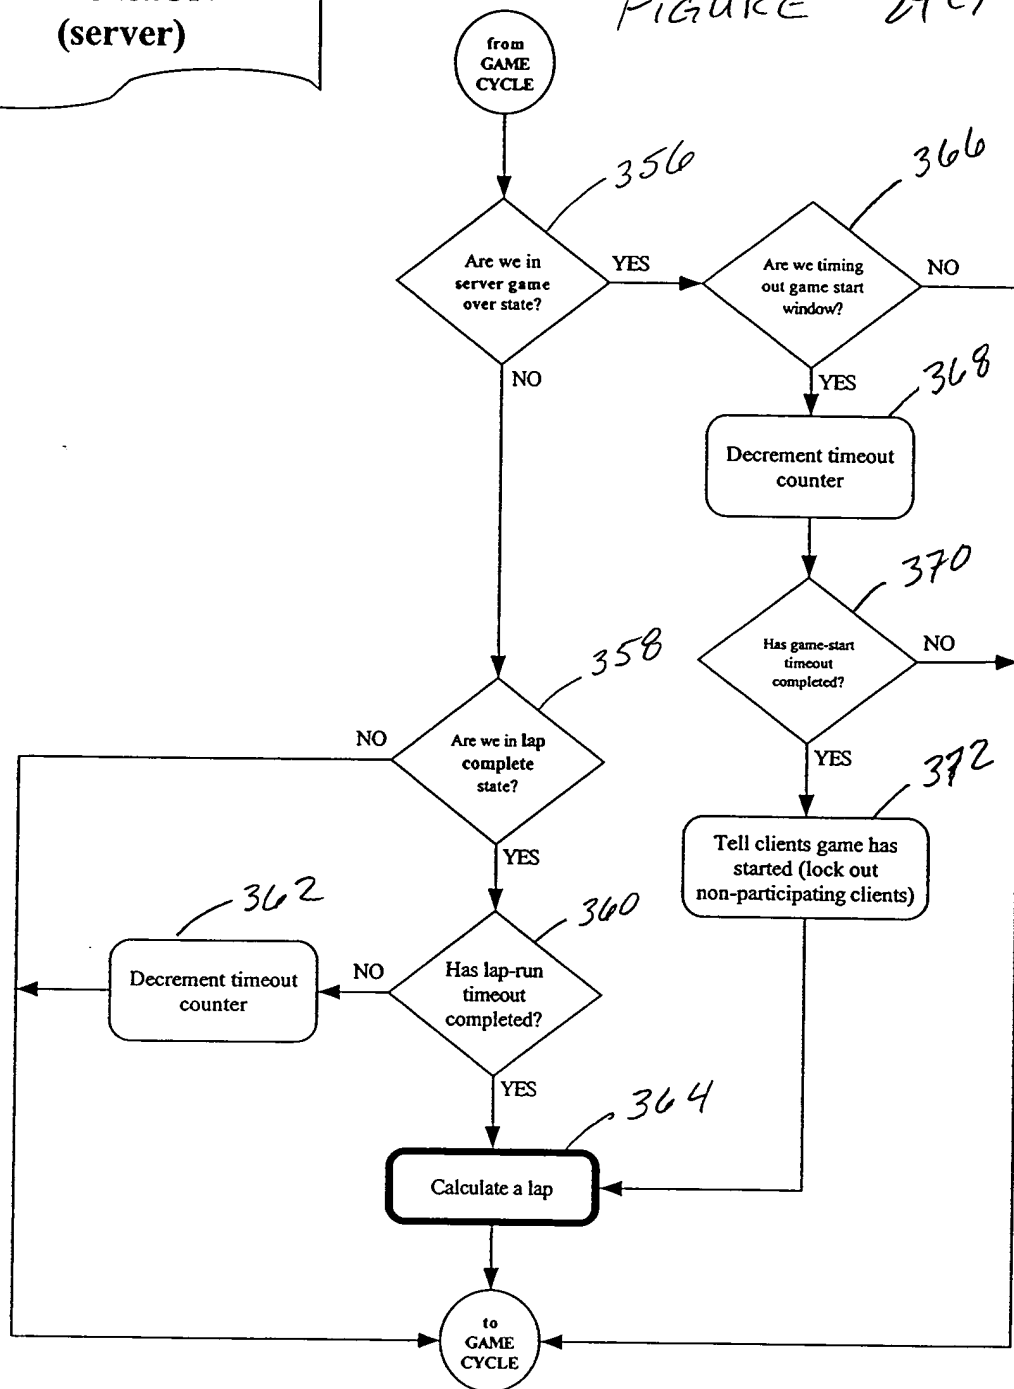 (server)
FIGURE
from
GAME
CYCLE
356
366
Are we in
server game
over state?
YES
Are we timing
out game start
window?
NO
NO
YES
368
Decrement timeout
counter
370
Has game-start
timeout
completed?
NO
358
Are we in lap
complete
state?
NO
YES
372
Tell clients game has
started (lock out
non-participating clients)
YES
362
360
Decrement timeout
counter
NO
Has lap-run
timeout
completed?
YES
364
Calculate a lap
to
GAME
CYCLE